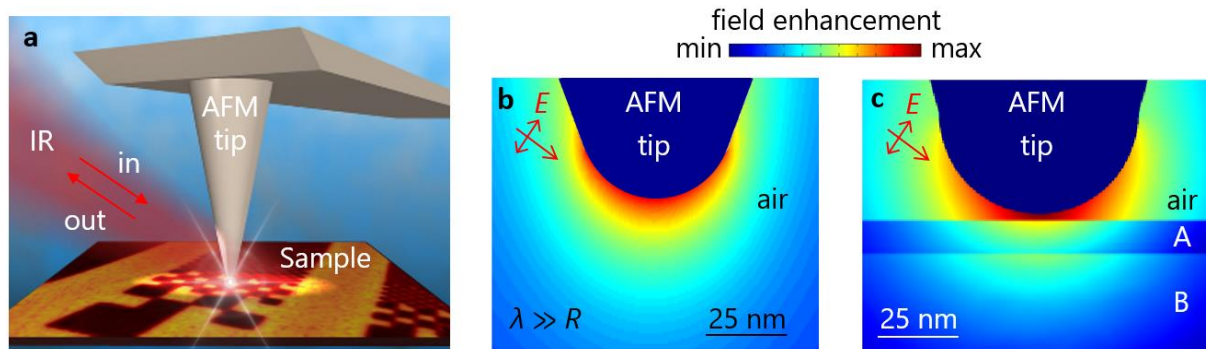 a
AFM
tip
IR
in
out
Sample
field enhancement
min max
b
AFM
tip
E
air
λ ≫ R
25 nm
c
AFM
tip
E
air
A
B
25 nm